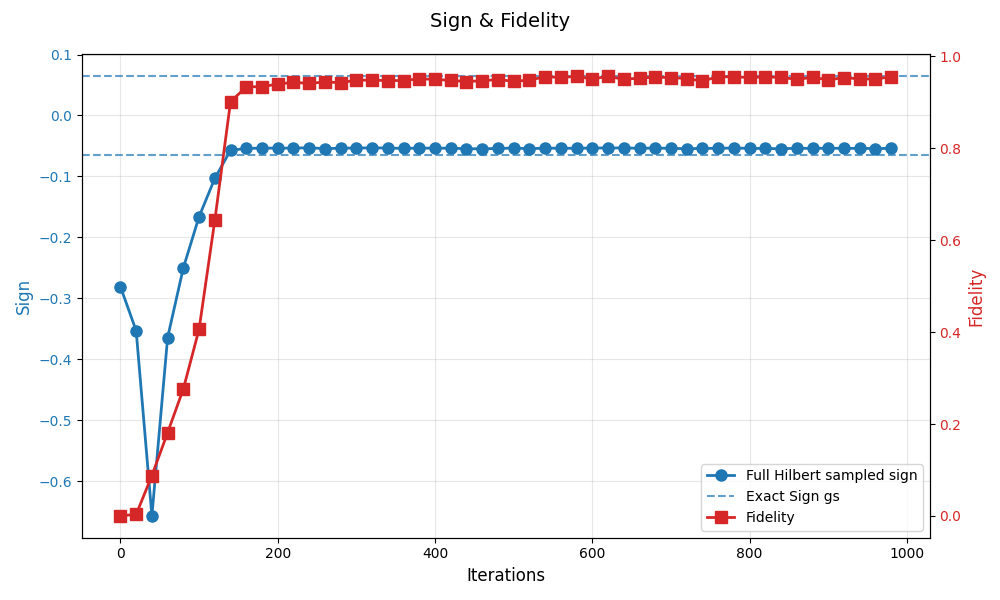 Sign & Fidelity
0.1
0.0
−0.1
−0.2
−0.3
−0.4
−0.5
−0.6
Sign
1.0
0.8
0.6
0.4
0.2
0.0
Fidelity
Full Hilbert sampled sign
Exact Sign gs
Fidelity
0
200
400
600
800
1000
Iterations